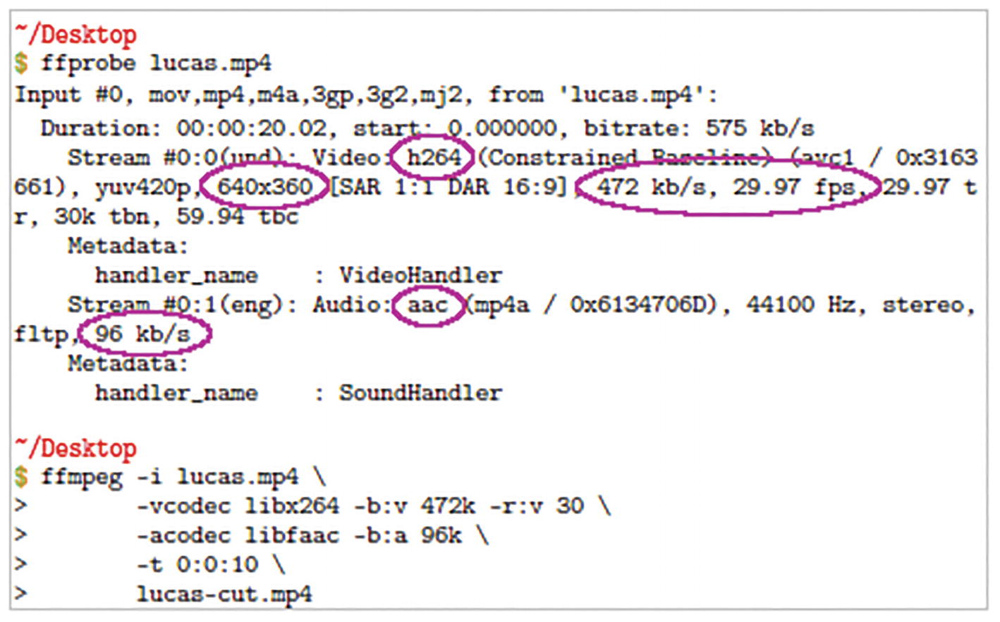 ~/Desktop
$ ffprobe lucas.mp4
Input #0, mov,mp4,m4a,3gp,3g2,mj2, from 'lucas.mp4':
  Duration: 00:00:20.02, start: 0.000000, bitrate: 575 kb/s
    Stream #0:0(und): Video: h264 (Constrained Baseline) (avc1 / 0x3163
661), yuv420p, 640x360 [SAR 1:1 DAR 16:9], 472 kb/s, 29.97 fps, 29.97 t
r, 30k tbn, 59.94 tbc
    Metadata:
      handler_name    : VideoHandler
    Stream #0:1(eng): Audio: aac (mp4a / 0x6134706D), 44100 Hz, stereo,
fltp, 96 kb/s
    Metadata:
      handler_name    : SoundHandler
~/Desktop
$ ffmpeg -i lucas.mp4 \
>        -vcodec libx264 -b:v 472k -r:v 30 \
>        -acodec libfaac -b:a 96k \
>        -t 0:0:10 \
>        lucas-cut.mp4